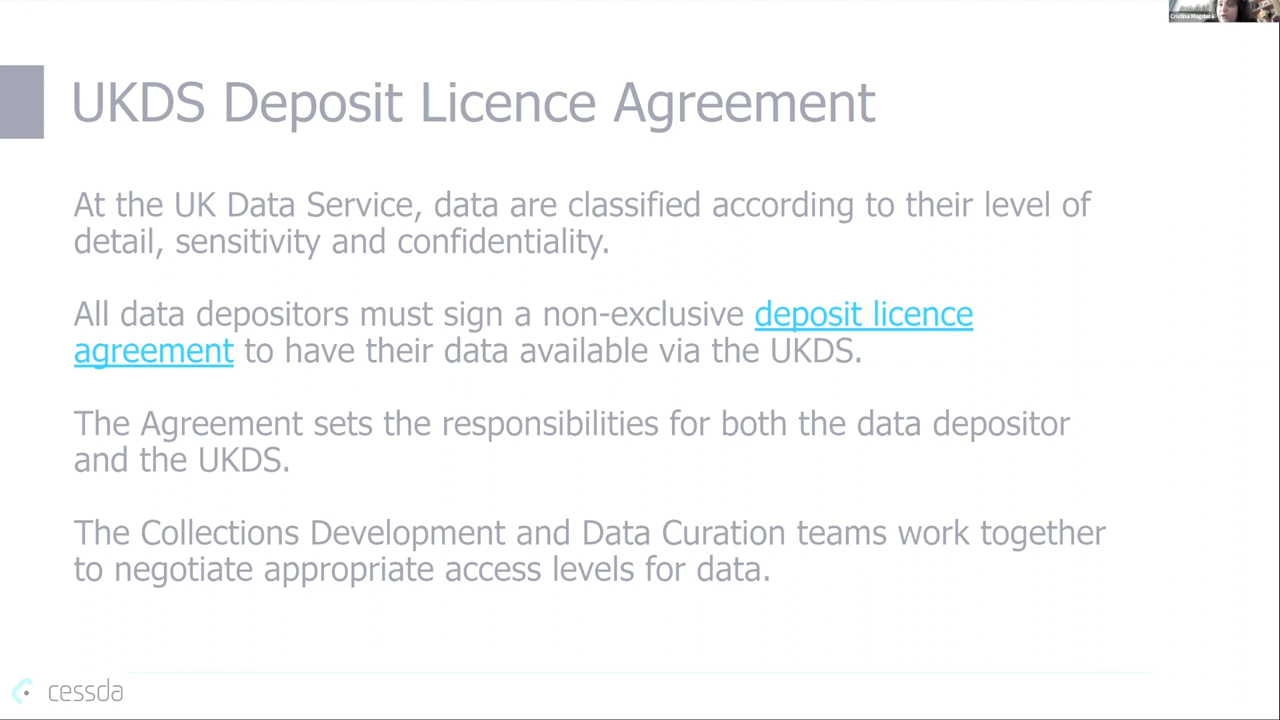 Cristina Magder
UKDS Deposit Licence Agreement
At the UK Data Service, data are classified according to their level of
detail, sensitivity and confidentiality.
All data depositors must sign a non-exclusive deposit licence
agreement to have their data available via the UKDS.
The Agreement sets the responsibilities for both the data depositor
and the UKDS.
The Collections Development and Data Curation teams work together
to negotiate appropriate access levels for data.
cessda